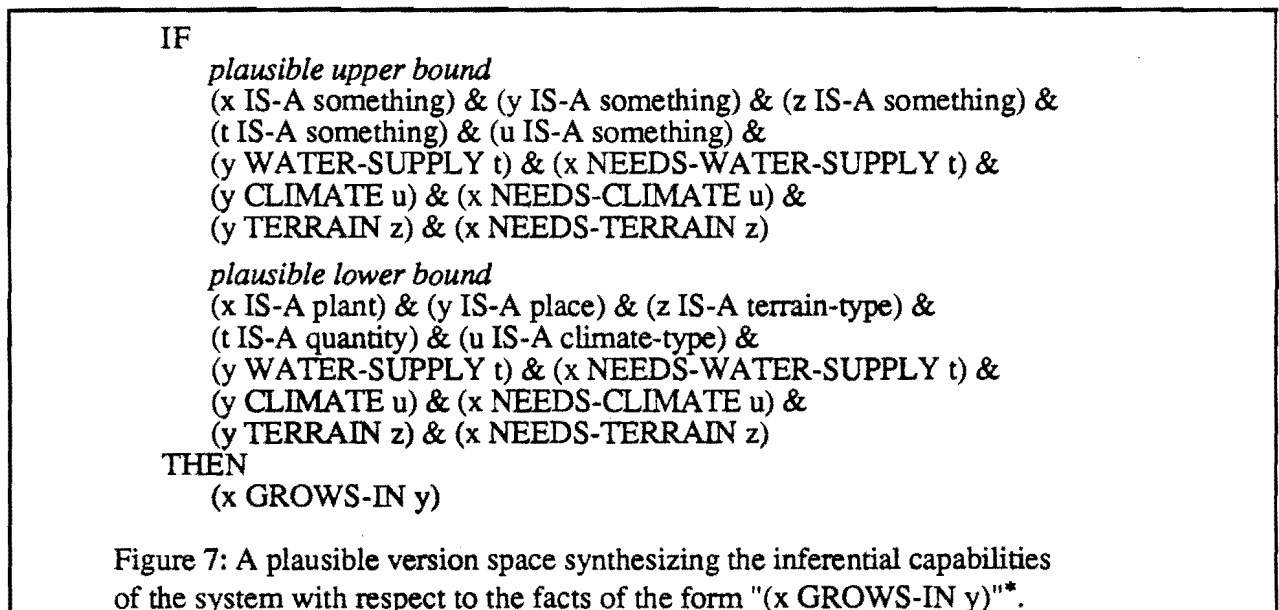 IF
plausible upper bound
(x IS-A something) & (y IS-A something) & (z IS-A something) &
(t IS-A something) & (u IS-A something) &
(y WATER-SUPPLY t) & (x NEEDS-WATER-SUPPLY t) &
(y CLIMATE u) & (x NEEDS-CLIMATE u) &
(y TERRAIN z) & (x NEEDS-TERRAIN z)
plausible lower bound
(x IS-A plant) & (y IS-A place) & (z IS-A terrain-type) &
(t IS-A quantity) & (u IS-A climate-type) &
(y WATER-SUPPLY t) & (x NEEDS-WATER-SUPPLY t) &
(y CLIMATE u) & (x NEEDS-CLIMATE u) &
(y TERRAIN z) & (x NEEDS-TERRAIN z)
THEN
(x GROWS-IN y)
Figure 7: A plausible version space synthesizing the inferential capabilities
of the system with respect to the facts of the form "(x GROWS-IN y)"*.